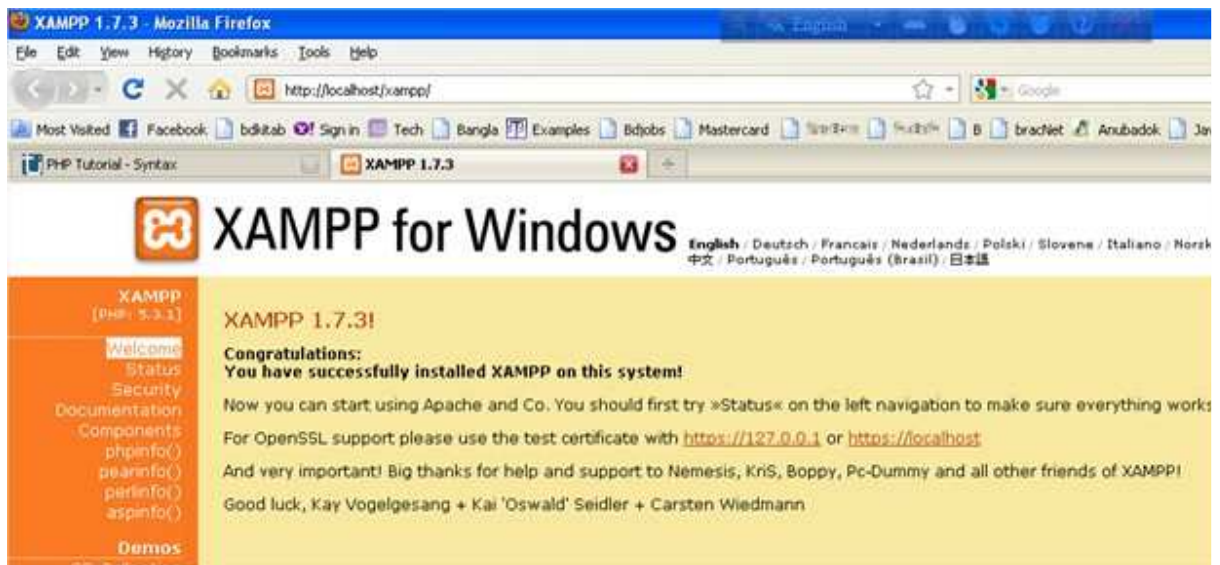 XAMPP 1.7.3 - Mozilla Firefox
English
File Edit View History Bookmarks Tools Help
http://localhost/xampp/
Google
Most Visited Facebook bdkitab Sign in Tech Bangla Examples Bdjobs Mastercard B bracNet Anubadok
PHP Tutorial - Syntax
XAMPP 1.7.3
XAMPP for Windows
English / Deutsch / Francais / Nederlands / Polski / Slovene / Italiano / Norsk
中文 / Português / Português (Brasil) / 日本語
XAMPP
[PHP: 5.3.1]
Welcome
Status
Security
Documentation
Components
phpinfo()
pearinfo()
perlinfo()
aspinfo()
Demos
XAMPP 1.7.3!
Congratulations:
You have successfully installed XAMPP on this system!
Now you can start using Apache and Co. You should first try »Status« on the left navigation to make sure everything works
For OpenSSL support please use the test certificate with https://127.0.0.1 or https://localhost
And very important! Big thanks for help and support to Nemesis, KriS, Boppy, Pc-Dummy and all other friends of XAMPP!
Good luck, Kay Vogelgesang + Kai 'Oswald' Seidler + Carsten Wiedmann